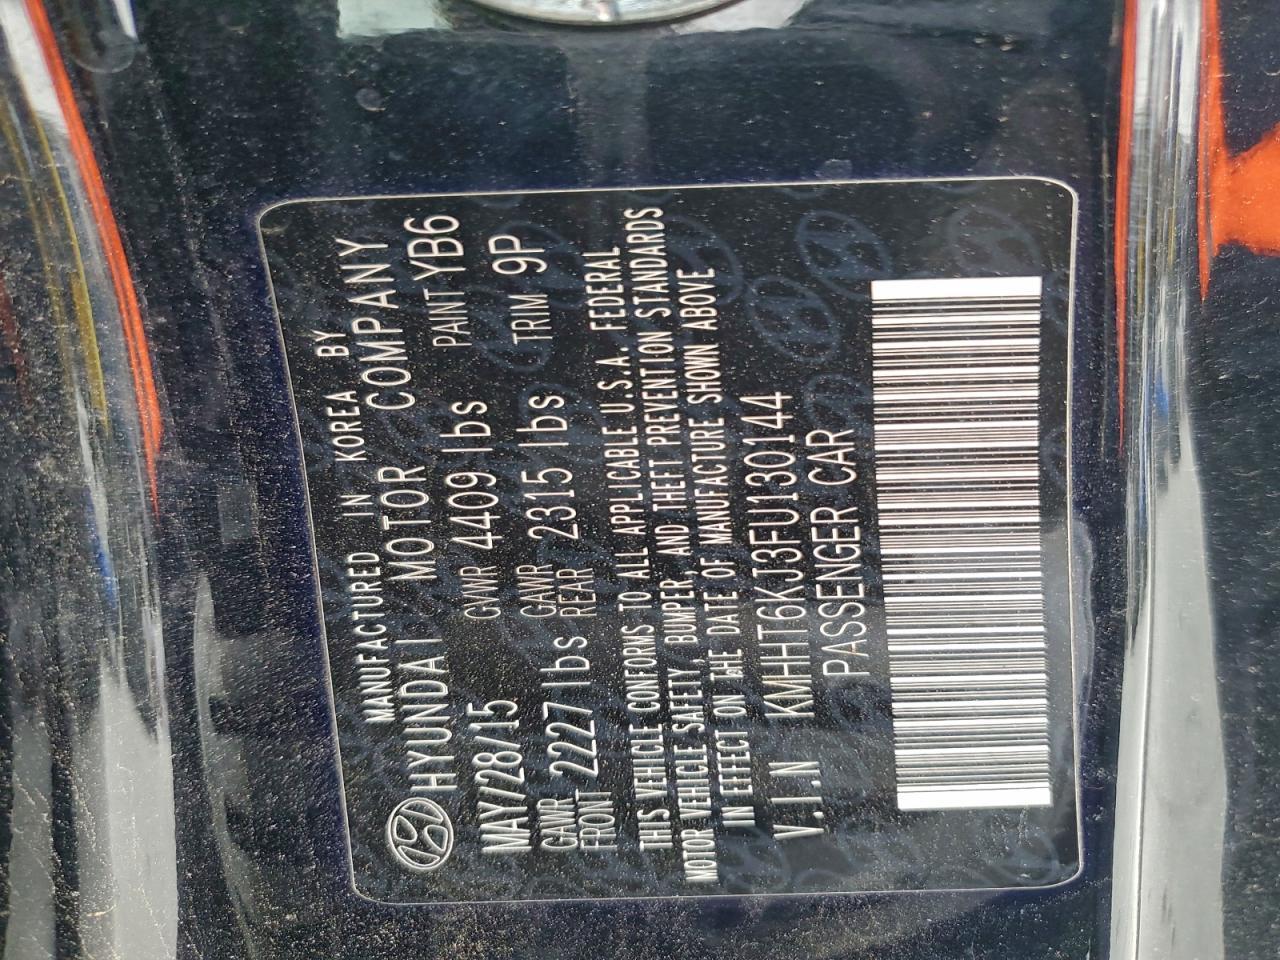 MANUFACTURED IN KOREA BY
HYUNDAI MOTOR COMPANY
MAY/28/15 GVWR 4409 lbs PAINT YB6
GAWR FRONT 2227 lbs GAWR REAR 2315 lbs TRIM 9P
THIS VEHICLE CONFORMS TO ALL APPLICABLE U.S.A. FEDERAL
MOTOR VEHICLE SAFETY, BUMPER, AND THEFT PREVENTION STANDARDS
IN EFFECT ON THE DATE OF MANUFACTURE SHOWN ABOVE
V.I.N KMHHT6KJ3FU130144
PASSENGER CAR